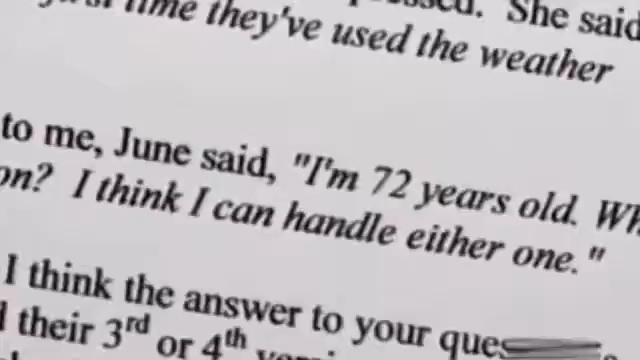 She said
time they've used the weather
to me, June said, "I'm 72 years old.
I think I can handle either one."
I think the answer to your
their 3rd or 4th